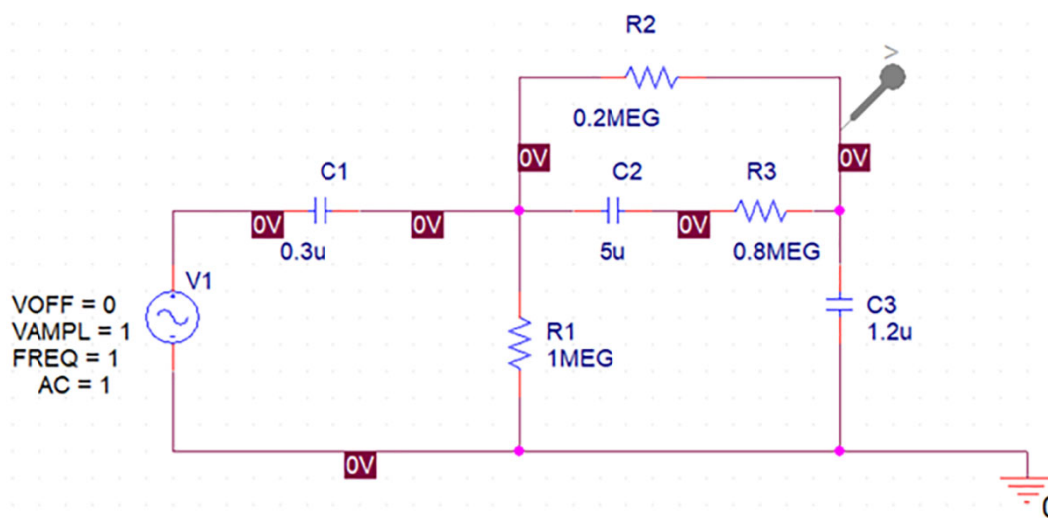 R2
0.2MEG
0V
0V
C1
C2
R3
0V
0V
0V
0.3u
5u
0.8MEG
V1
VOFF = 0
VAMPL = 1
FREQ = 1
AC = 1
R1
1MEG
C3
1.2u
0V
0